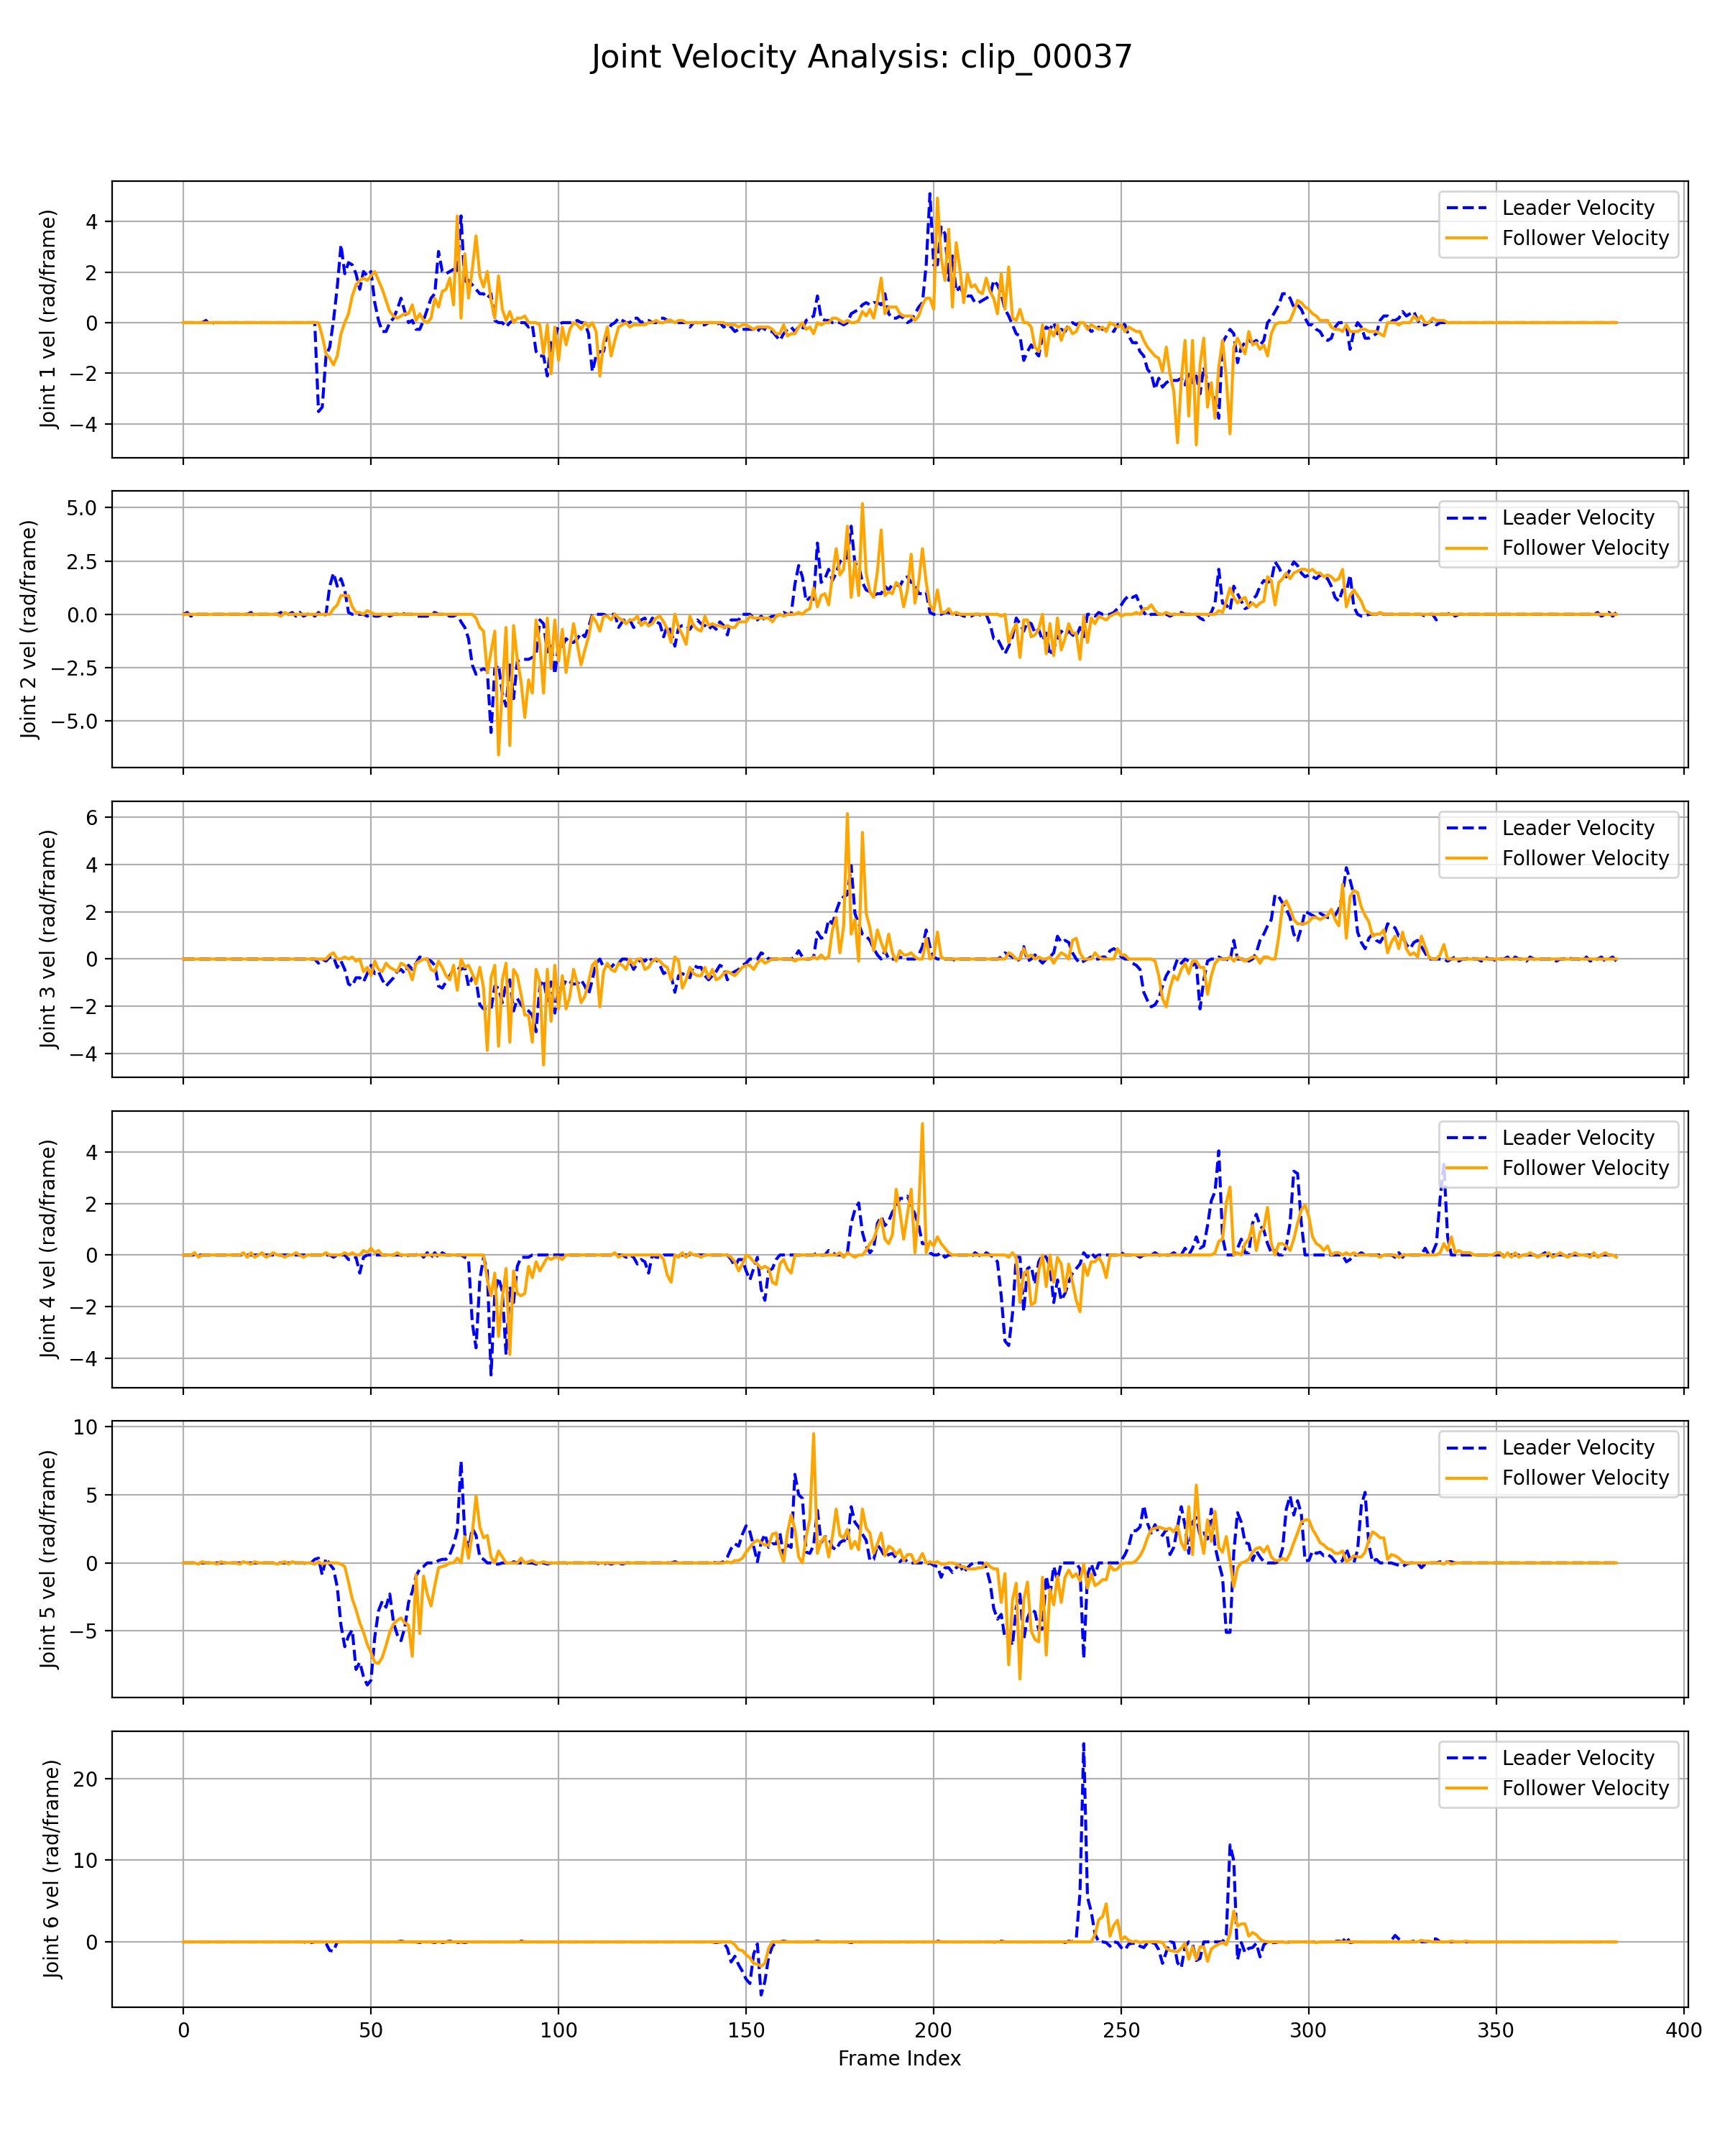 Joint Velocity Analysis: clip_00037
Joint 1 vel (rad/frame)
4
2
0
−2
−4
Leader Velocity
Follower Velocity
Joint 2 vel (rad/frame)
5.0
2.5
0.0
−2.5
−5.0
Leader Velocity
Follower Velocity
Joint 3 vel (rad/frame)
6
4
2
0
−2
−4
Leader Velocity
Follower Velocity
Joint 4 vel (rad/frame)
4
2
0
−2
−4
Leader Velocity
Follower Velocity
Joint 5 vel (rad/frame)
10
5
0
−5
Leader Velocity
Follower Velocity
Joint 6 vel (rad/frame)
20
10
0
Leader Velocity
Follower Velocity
0 50 100 150 200 250 300 350 400
Frame Index